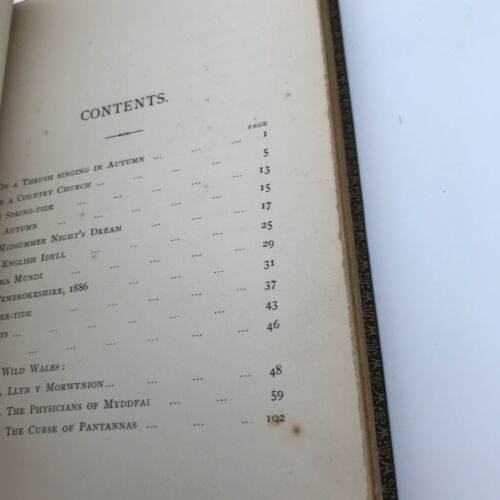 CONTENTS.
PAGE
ON A THRUSH SINGING IN AUTUMN ... ... ... 1
A COUNTRY CHURCH ... ... ... 5
SPRING-TIDE ... ... ... 13
AUTUMN ... ... ... 15
MIDSUMMER NIGHT'S DREAM ... ... 17
ENGLISH IDYLL ... ... ... 25
MUNDI ... ... ... 29
PEMBROKESHIRE, 1886 ... ... ... 31
-TIDE ... ... ... 37
... ... ... 43
... ... ... 46
WILD WALES:
LLYN Y MORWYNION... ... ... 48
THE PHYSICIANS OF MYDDFAI ... ... 59
THE CURSE OF PANTANNAS ... ... ... 102